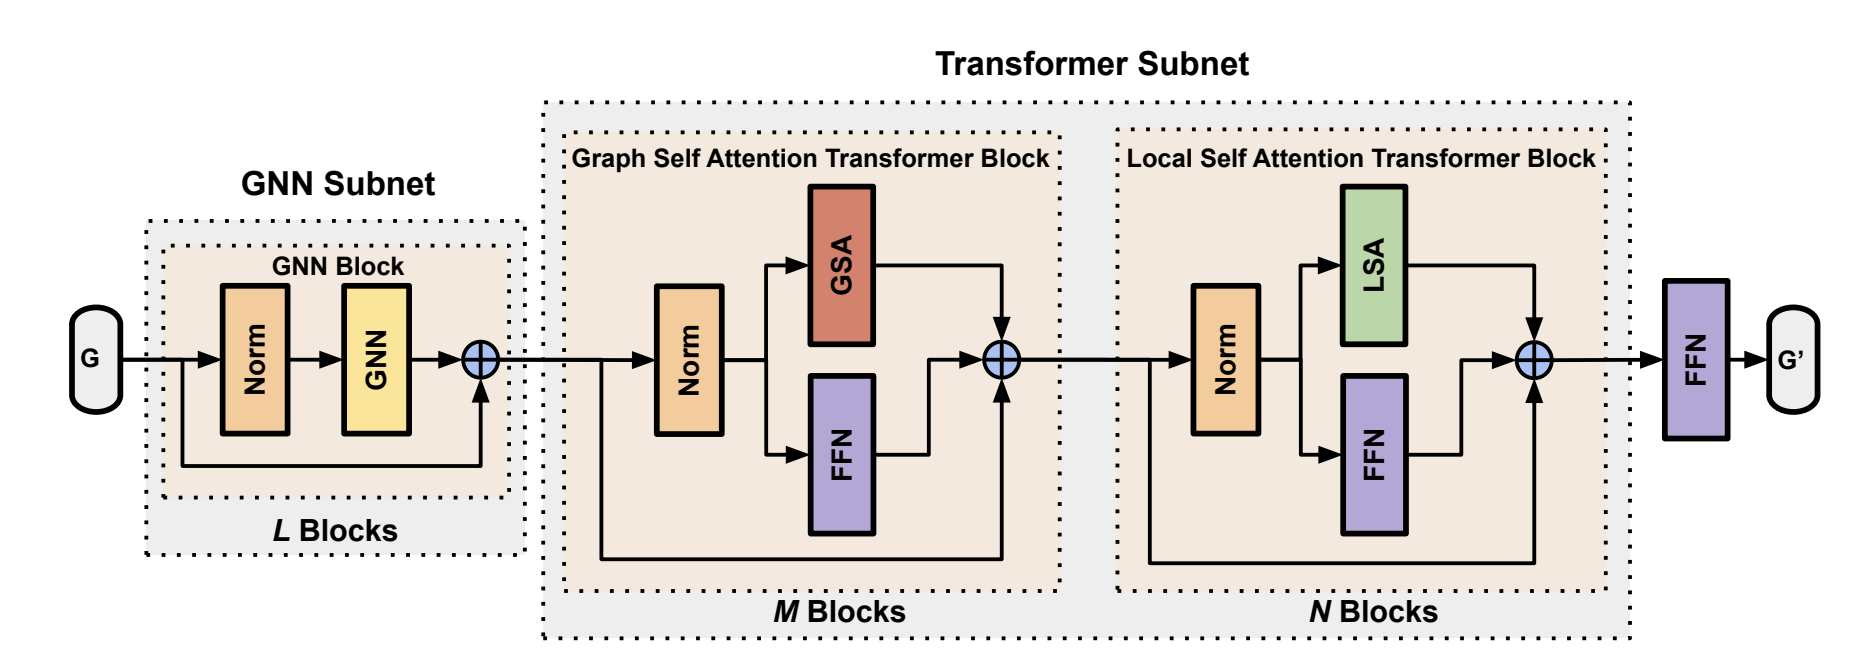 Transformer Subnet
GNN Subnet
Graph Self Attention Transformer Block
Local Self Attention Transformer Block
GNN Block
G
Norm
GNN
L Blocks
Norm
GSA
FFN
M Blocks
Norm
LSA
FFN
N Blocks
FFN
G’